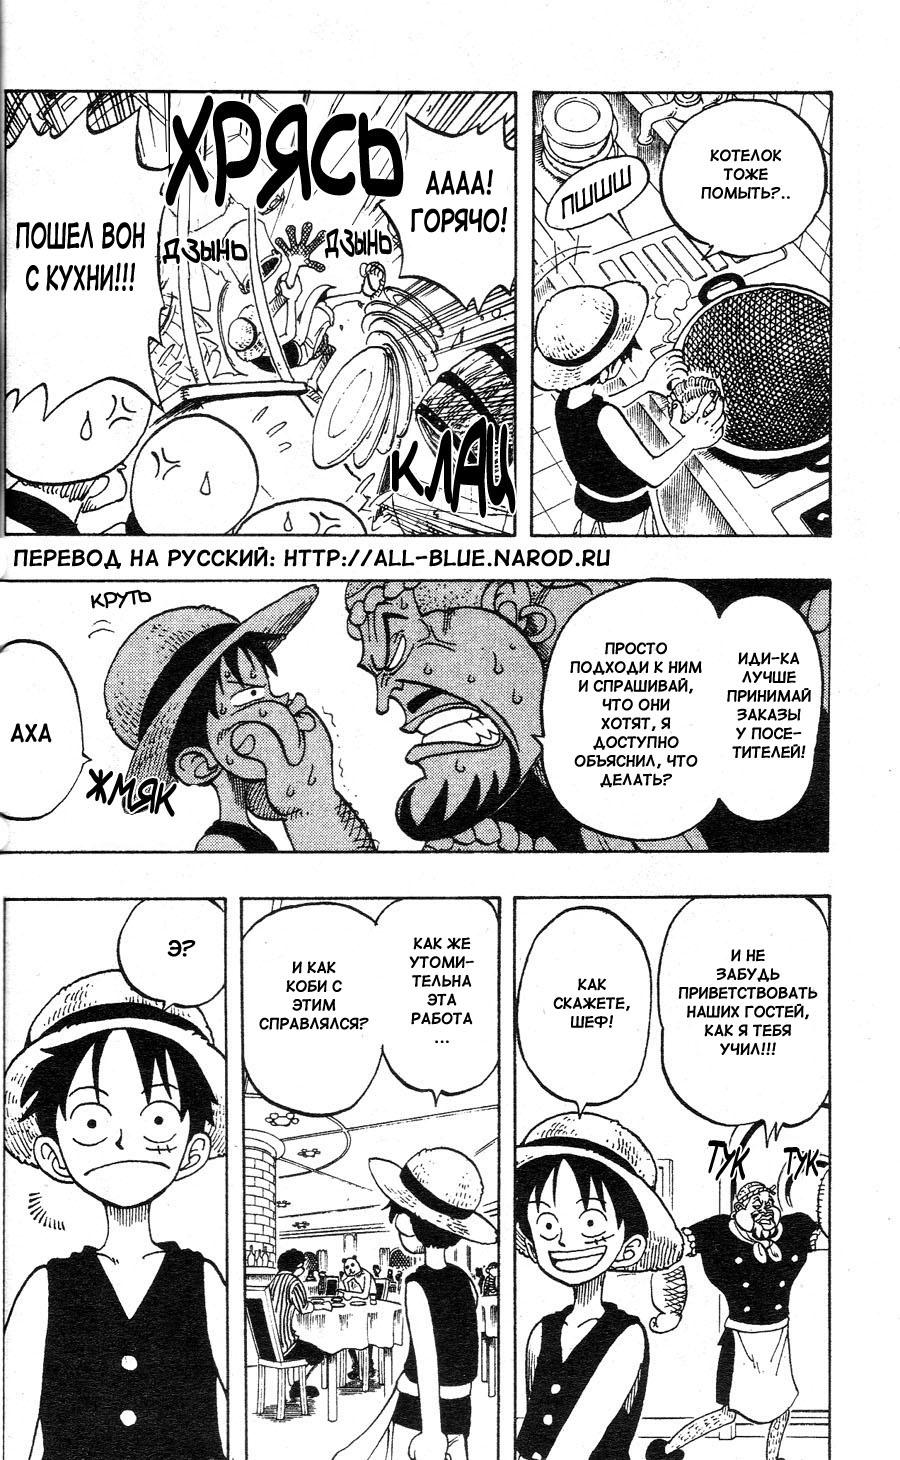 КОТЕЛОК
ТОЖЕ
ПОМЫТЬ?..
ПШШШ
ХРЯСЬ
АААА!
ГОРЯЧО!
ДЗЫНЬ
ДЗЫНЬ
ПОШЕЛ ВОН
С КУХНИ!!!
КЛАЦ
ПЕРЕВОД НА РУССКИЙ: HTTP://ALL-BLUE.NAROD.RU
ИДИ-КА
ЛУЧШЕ
ПРИНИМАЙ
ЗАКАЗЫ
У ПОСЕ-
ТИТЕЛЕЙ!
ПРОСТО
ПОДХОДИ К НИМ
И СПРАШИВАЙ,
ЧТО ОНИ
ХОТЯТ, Я
ДОСТУПНО
ОБЪЯСНИЛ, ЧТО
ДЕЛАТЬ?
КРУТЬ
ЖМЯК
АХА
И НЕ
ЗАБУДЬ
ПРИВЕТСТВОВАТЬ
НАШИХ ГОСТЕЙ,
КАК Я ТЕБЯ
УЧИЛ!!!
КАК
СКАЖЕТЕ,
ШЕФ!
ТУК
ТУК-
КАК ЖЕ
УТОМИ-
ТЕЛЬНА
ЭТА
РАБОТА
...
И КАК
КОБИ С
ЭТИМ
СПРАВЛЯЛСЯ?
Э?